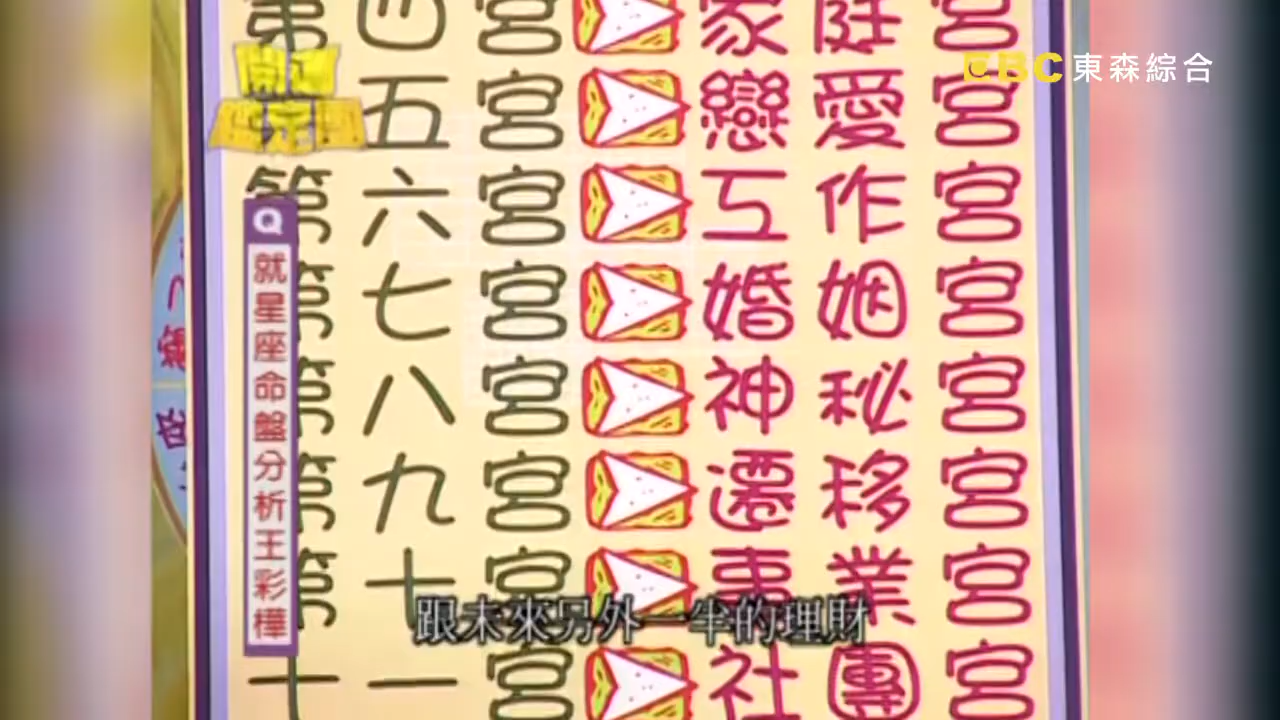 第四宮 家庭宮
EBC 東森綜合
命運
五宮 戀愛宮
第六宮 工作宮
Q 就星座命盤分析王彩樺
第七宮 婚姻宮
第八宮 神秘宮
第九宮 遷移宮
第十宮 事業宮
跟未來另外一半的理財
十一宮 社團宮